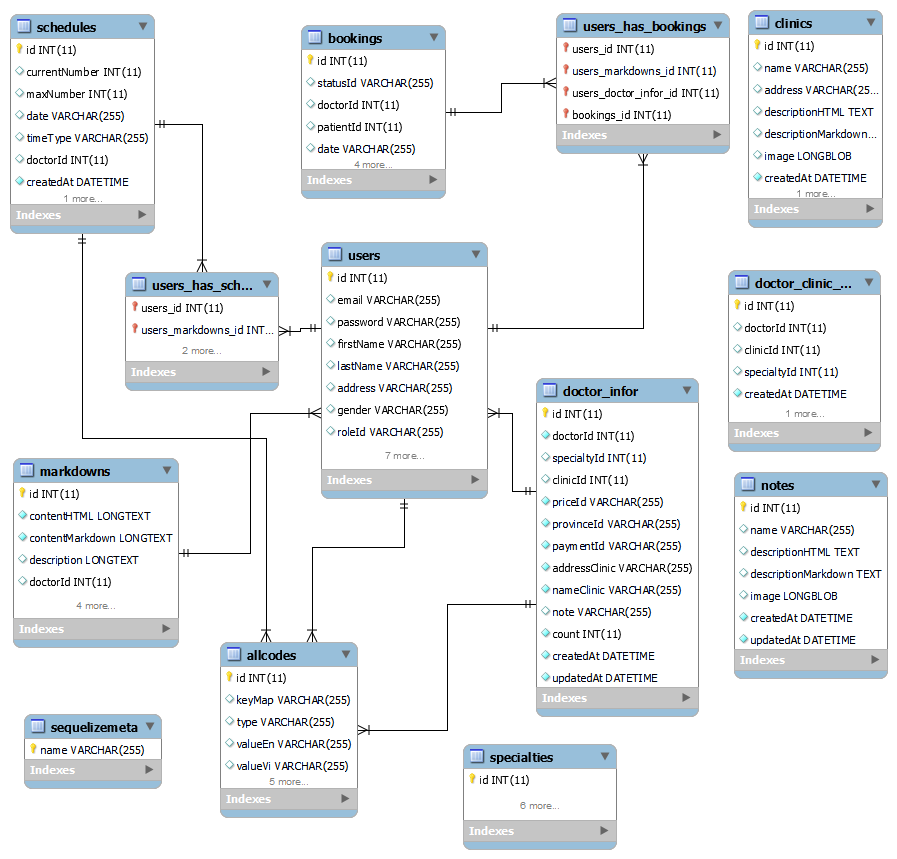 schedules
id INT(11)
currentNumber INT(11)
maxNumber INT(11)
date VARCHAR(255)
timeType VARCHAR(255)
doctorId INT(11)
createdAt DATETIME
1 more...
Indexes
bookings
id INT(11)
statusId VARCHAR(255)
doctorId INT(11)
patientId INT(11)
date VARCHAR(255)
4 more...
Indexes
users_has_bookings
users_id INT(11)
users_markdowns_id INT(11)
users_doctor_infor_id INT(11)
bookings_id INT(11)
Indexes
clinics
id INT(11)
name VARCHAR(255)
address VARCHAR(25...
descriptionHTML TEXT
descriptionMarkdown...
image LONGBLOB
createdAt DATETIME
1 more...
Indexes
users_has_sch...
users_id INT(11)
users_markdowns_id INT...
2 more...
Indexes
users
id INT(11)
email VARCHAR(255)
password VARCHAR(255)
firstName VARCHAR(255)
lastName VARCHAR(255)
address VARCHAR(255)
gender VARCHAR(255)
roleId VARCHAR(255)
7 more...
Indexes
doctor_clinic_...
id INT(11)
doctorId INT(11)
clinicId INT(11)
specialtyId INT(11)
createdAt DATETIME
1 more...
Indexes
doctor_infor
id INT(11)
doctorId INT(11)
specialtyId INT(11)
clinicId INT(11)
priceId VARCHAR(255)
provinceId VARCHAR(255)
paymentId VARCHAR(255)
addressClinic VARCHAR(255)
nameClinic VARCHAR(255)
note VARCHAR(255)
count INT(11)
createdAt DATETIME
updatedAt DATETIME
Indexes
markdowns
id INT(11)
contentHTML LONGTEXT
contentMarkdown LONGTEXT
description LONGTEXT
doctorId INT(11)
4 more...
Indexes
notes
id INT(11)
name VARCHAR(255)
descriptionHTML TEXT
descriptionMarkdown TEXT
image LONGBLOB
createdAt DATETIME
updatedAt DATETIME
Indexes
allcodes
id INT(11)
keyMap VARCHAR(255)
type VARCHAR(255)
valueEn VARCHAR(255)
valueVi VARCHAR(255)
5 more...
Indexes
sequelizemeta
name VARCHAR(255)
Indexes
specialties
id INT(11)
6 more...
Indexes